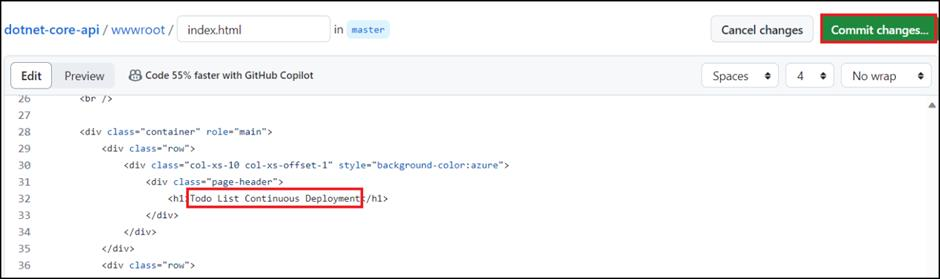 dotnet-core-api / wwwroot / index.html in master Cancel changes Commit changes...
Edit Preview Code 55% faster with GitHub Copilot Spaces 4 No wrap
26 <br />
27
28 <div class="container" role="main">
29 <div class="row">
30 <div class="col-xs-10 col-xs-offset-1" style="background-color:azure">
31 <div class="page-header">
32 <h1>Todo List Continuous Deployment</h1>
33 </div>
34 </div>
35 </div>
36 <div class="row">